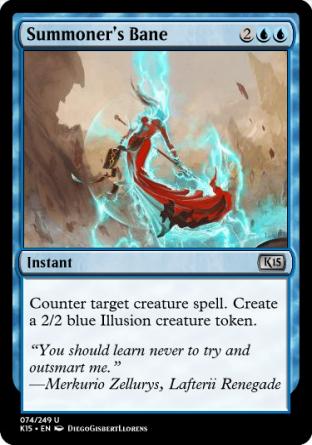 Summoner's Bane 2
Instant K15
Counter target creature spell. Create
a 2/2 blue Illusion creature token.
“You should learn never to try and
outsmart me.”
—Merkurio Zellurys, Lafterii Renegade
074/249 U
K15 • EN DiegoGisbertLlorens